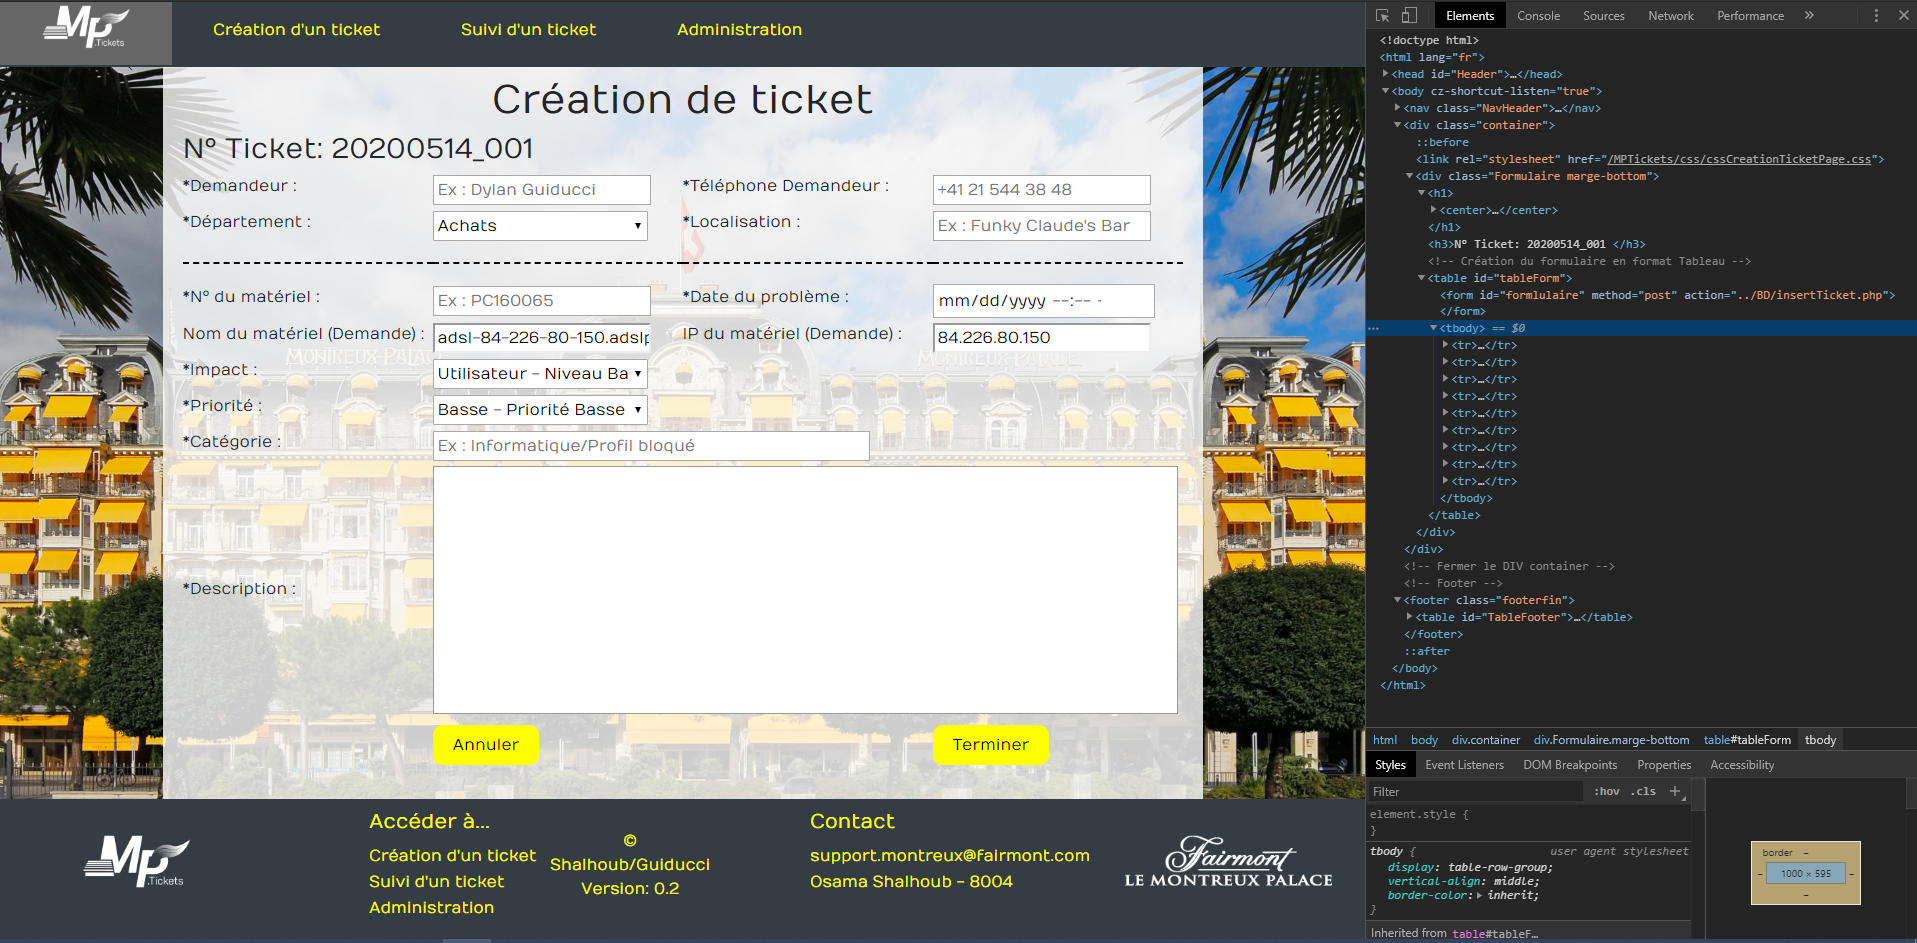 Mp
.Tickets
Création d'un ticket
Suivi d'un ticket
Administration
Création de ticket
N° Ticket: 20200514_001
*Demandeur :
Ex : Dylan Guiducci
*Téléphone Demandeur :
+41 21 544 38 48
*Département :
Achats
*Localisation :
Ex : Funky Claude's Bar
*N° du matériel :
Ex : PC160065
*Date du problème :
mm/dd/yyyy --:-- -
Nom du matériel (Demande) :
adsl-84-226-80-150.adslp
IP du matériel (Demande) :
84.226.80.150
MONTREUX-PALACE
*Impact :
Utilisateur - Niveau Ba
*Priorité :
Basse - Priorité Basse
*Catégorie :
Ex : Informatique/Profil bloqué
*Description :
Annuler
Terminer
Mp
.Tickets
Accéder à...
Création d'un ticket
Suivi d'un ticket
Administration
©
Shalhoub/Guiducci
Version: 0.2
Contact
support.montreux@fairmont.com
Osama Shalhoub - 8004
Fairmont
LE MONTREUX PALACE
Elements
Console
Sources
Network
Performance
»
<!doctype html>
<html lang="fr">
<head id="Header">…</head>
<body cz-shortcut-listen="true">
<nav class="NavHeader">…</nav>
<div class="container">
::before
<link rel="stylesheet" href="/MPTickets/css/cssCreationTicketPage.css">
<div class="Formulaire marge-bottom">
<h1>
<center>…</center>
</h1>
<h3>N° Ticket: 20200514_001 </h3>
<!-- Création du formulaire en format Tableau -->
<table id="tableForm">
<form id="formlulaire" method="post" action="../BD/insertTicket.php">
</form>
<tbody> == $0
<tr>…</tr>
<tr>…</tr>
<tr>…</tr>
<tr>…</tr>
<tr>…</tr>
<tr>…</tr>
<tr>…</tr>
<tr>…</tr>
<tr>…</tr>
</tbody>
</table>
</div>
</div>
<!-- Fermer le DIV container -->
<!-- Footer -->
<footer class="footerfin">
<table id="TableFooter">…</table>
</footer>
::after
</body>
</html>
html body div.container div.Formulaire.marge-bottom table#tableForm tbody
Styles Event Listeners DOM Breakpoints Properties Accessibility
Filter
:hov .cls +
element.style {
}
tbody {
user agent stylesheet
display: table-row-group;
vertical-align: middle;
border-color: inherit;
}
Inherited from table#tableF…
border –
– 1000 × 595 –
–